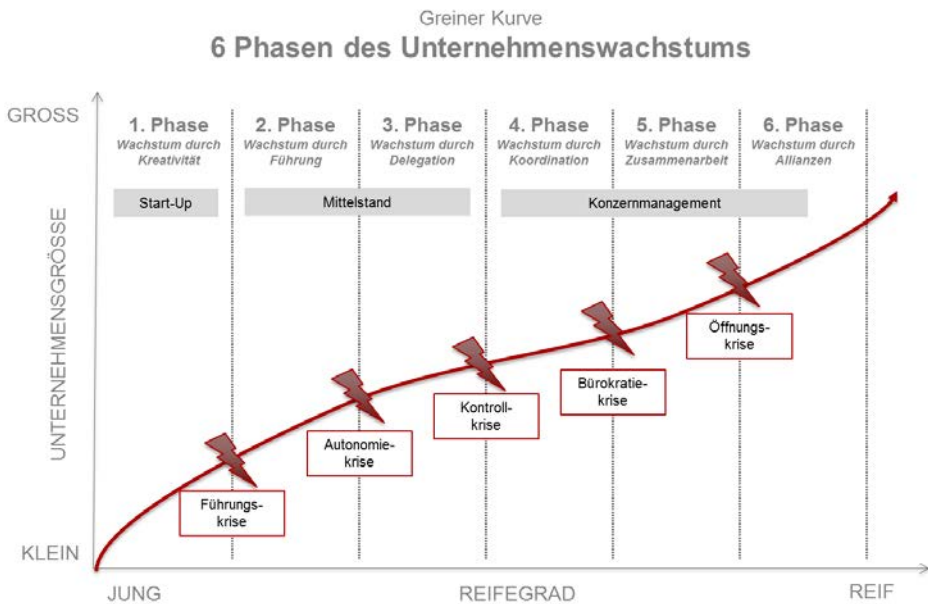 Greiner Kurve
6 Phasen des Unternehmenswachstums
GROSS
1. Phase
Wachstum durch
Kreativität
2. Phase
Wachstum durch
Führung
3. Phase
Wachstum durch
Delegation
4. Phase
Wachstum durch
Koordination
5. Phase
Wachstum durch
Zusammenarbeit
6. Phase
Wachstum durch
Allianzen
Start-Up
Mittelstand
Konzernmanagement
UNTERNEHMENSGRÖSSE
Führungs-
krise
Autonomie-
krise
Kontroll-
krise
Bürokratie-
krise
Öffnungs-
krise
KLEIN
JUNG
REIFEGRAD
REIF